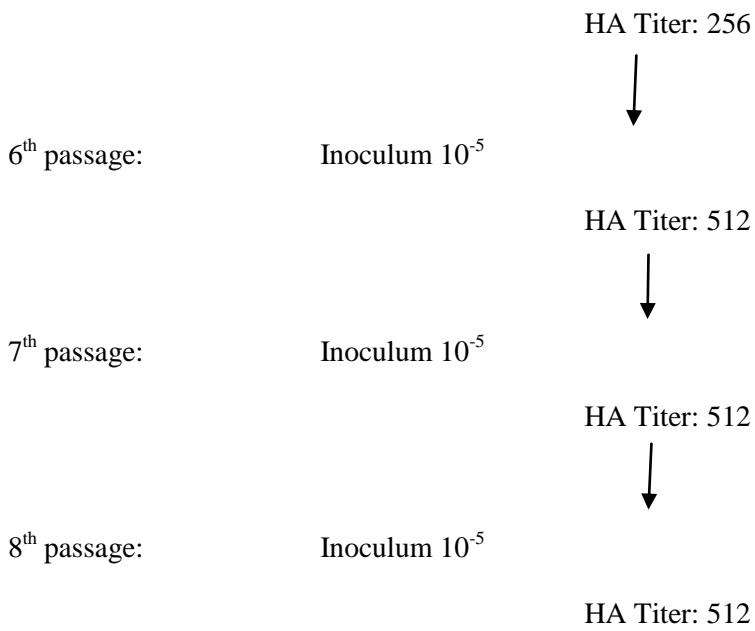 HA Titer: 256
6th passage: Inoculum 10-5
HA Titer: 512
7th passage: Inoculum 10-5
HA Titer: 512
8th passage: Inoculum 10-5
HA Titer: 512